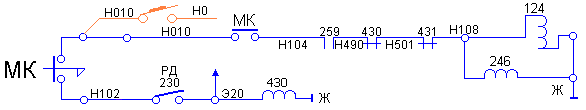 Н010 Н0 124
Н010 МК 259 430 431 Н108
Н104 Н490 Н501 246
МК РД 430 Ж
Н102 230 Э20 Ж